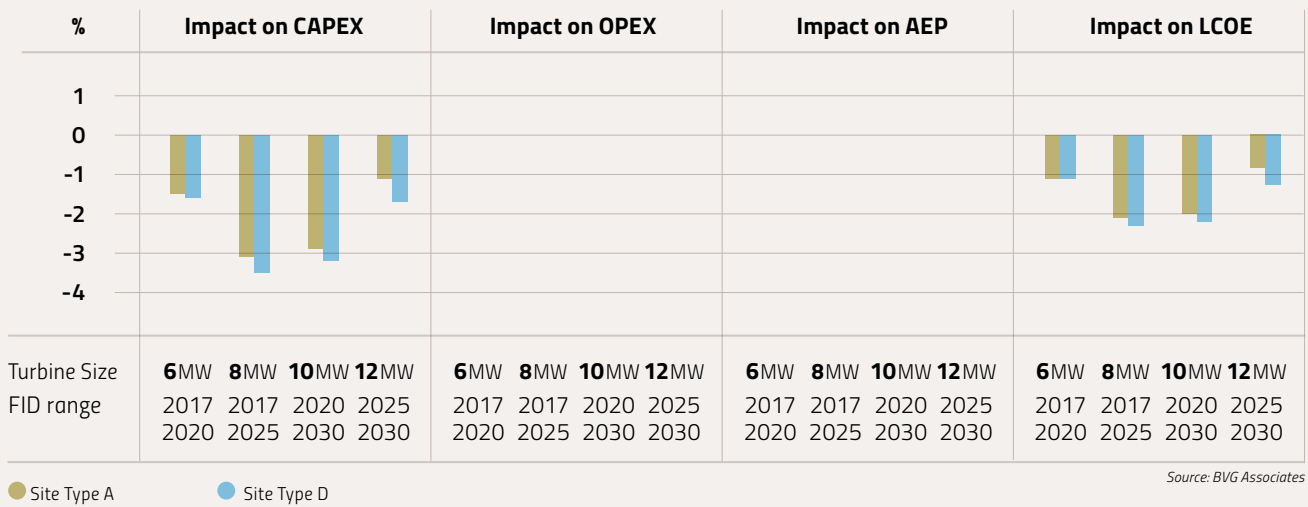 % Impact on CAPEX Impact on OPEX Impact on AEP Impact on LCOE
1
0
-1
-2
-3
-4
Turbine Size 6MW 8MW 10MW 12MW 6MW 8MW 10MW 12MW 6MW 8MW 10MW 12MW 6MW 8MW 10MW 12MW
FID range 2017 2017 2020 2025 2017 2017 2020 2025 2017 2017 2020 2025 2017 2017 2020 2025
2020 2025 2030 2030 2020 2025 2030 2030 2020 2025 2030 2030 2020 2025 2030 2030
Source: BVG Associates
Site Type A Site Type D